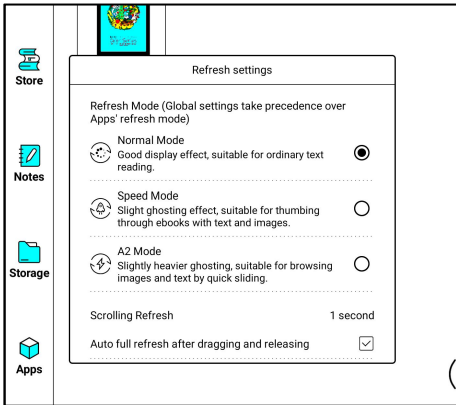 Store
Notes
Storage
Apps
Refresh settings
Refresh Mode (Global settings take precedence over
Apps' refresh mode)
Normal Mode
Good display effect, suitable for ordinary text
reading.
Speed Mode
Slight ghosting effect, suitable for thumbing
through ebooks with text and images.
A2 Mode
Slightly heavier ghosting, suitable for browsing
images and text by quick sliding.
Scrolling Refresh 1 second
Auto full refresh after dragging and releasing